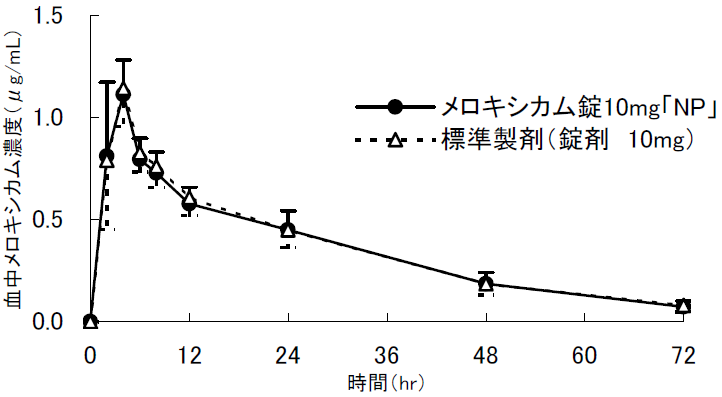 1.5
1.0
0.5
0.0
血中メロキシカム濃度(μg/mL)
メロキシカム錠10mg「NP」
標準製剤(錠剤　10mg)
0 12 24 36 48 60 72
時間(hr)